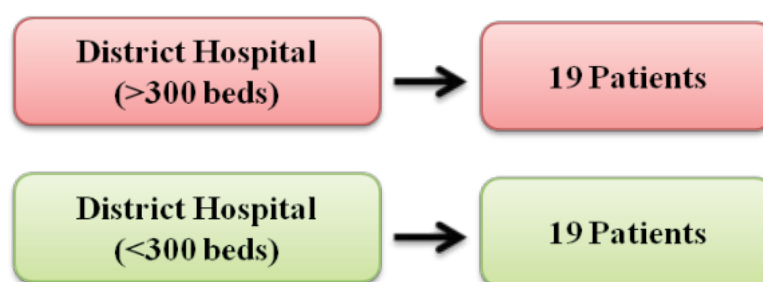 District Hospital
(>300 beds)
19 Patients
District Hospital
(<300 beds)
19 Patients